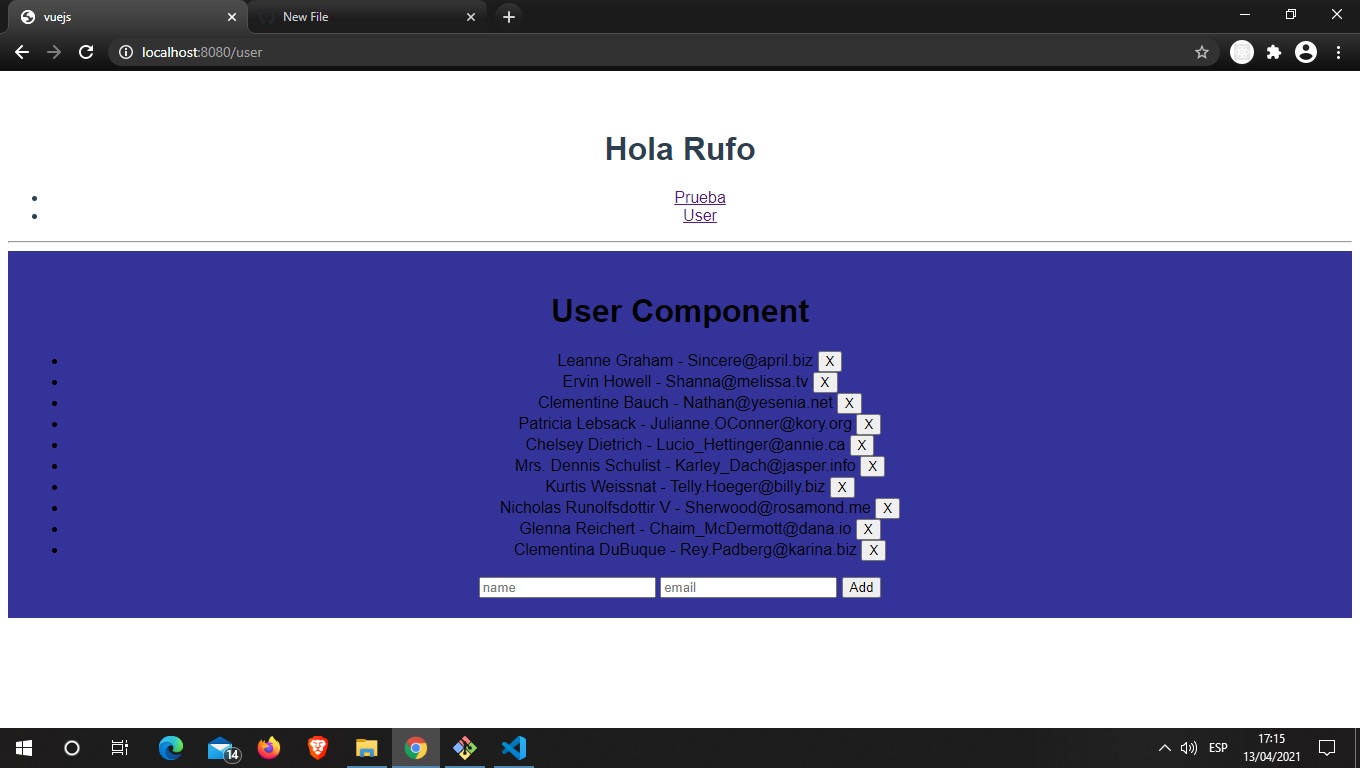 vuejs
New File
localhost:8080/user
Hola Rufo
Prueba
User
User Component
Leanne Graham - Sincere@april.biz X
Ervin Howell - Shanna@melissa.tv X
Clementine Bauch - Nathan@yesenia.net X
Patricia Lebsack - Julianne.OConner@kory.org X
Chelsey Dietrich - Lucio_Hettinger@annie.ca X
Mrs. Dennis Schulist - Karley_Dach@jasper.info X
Kurtis Weissnat - Telly.Hoeger@billy.biz X
Nicholas Runolfsdottir V - Sherwood@rosamond.me X
Glenna Reichert - Chaim_McDermott@dana.io X
Clementina DuBuque - Rey.Padberg@karina.biz X
name email Add
14
ESP
17:15
13/04/2021